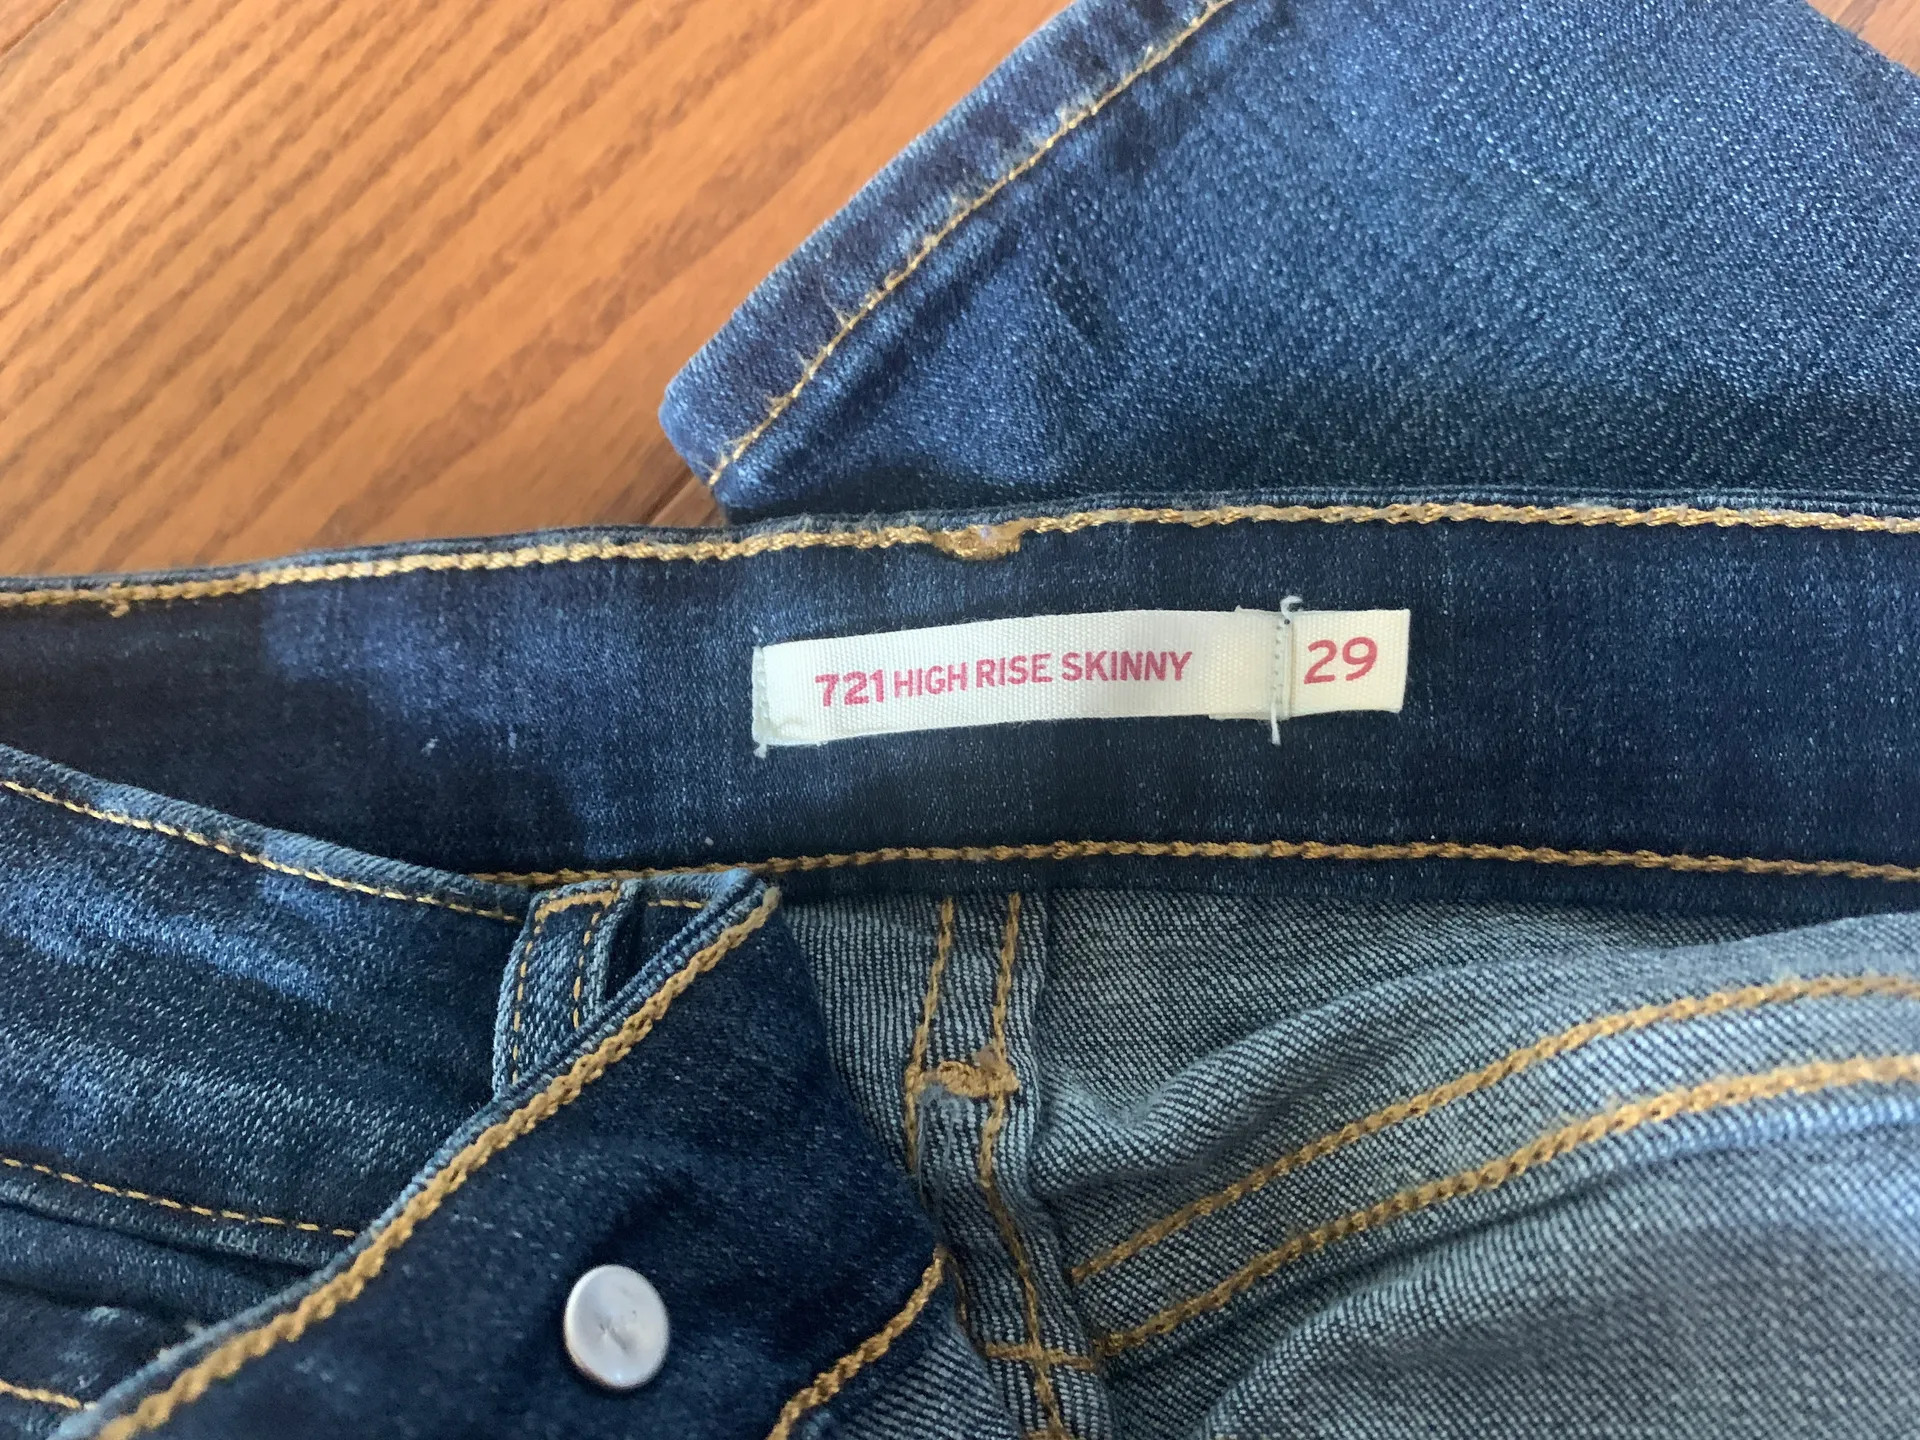 721 HIGH RISE SKINNY 29